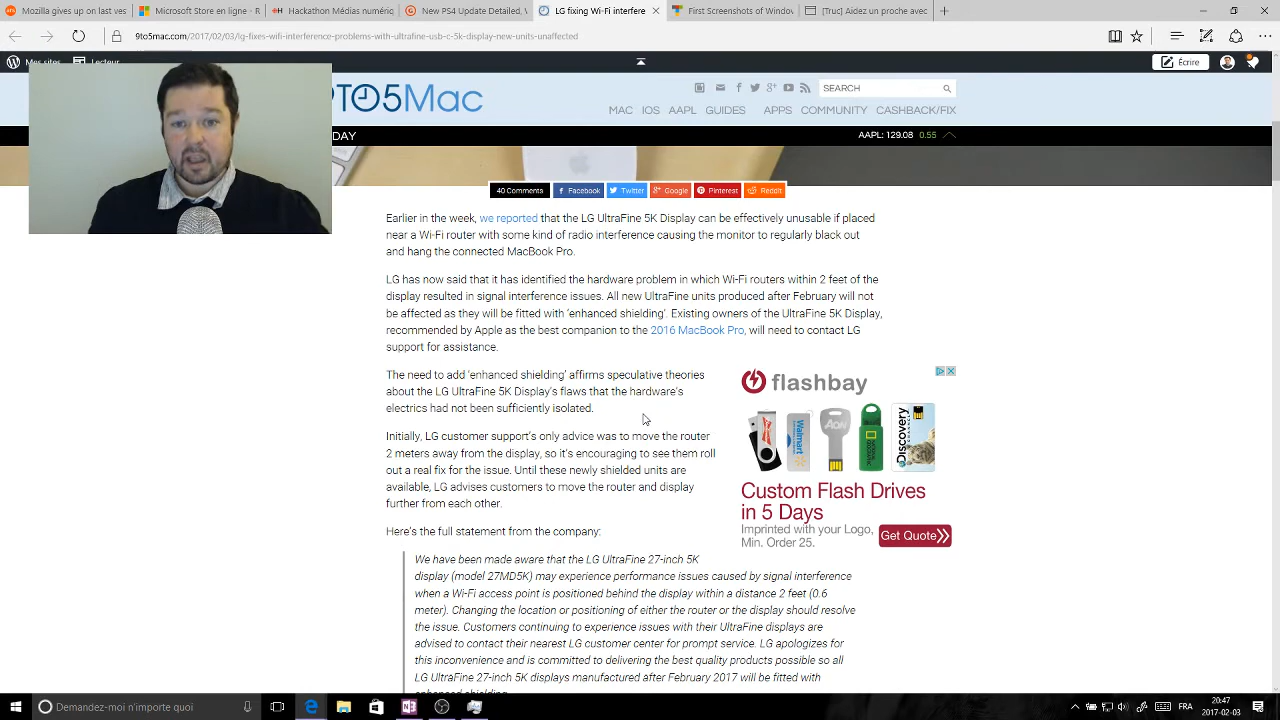 Mozilla gives up on
Microsoft Store en ligne - R
Hackathon Médias numériq
New PS4 Update Detailed, V
LG fixing Wi-Fi interfere
First Screenshots of Window
[Truc] Aidez un proche avec
9to5mac.com/2017/02/03/lg-fixes-wifi-interference-problems-with-ultrafine-usb-c-5k-display-new-units-unaffected
Mes sites
Lecteur
Écrire
TO5Mac
SEARCH
MAC IOS AAPL GUIDES APPS COMMUNITY CASHBACK/FIX
DAY
AAPL: 129.08 0.55
40 Comments Facebook Twitter Google Pinterest Reddit
Earlier in the week, we reported that the LG UltraFine 5K Display can be effectively unusable if placed
near a Wi-Fi router with some kind of radio interference causing the monitor to regularly black out
and hang the connected MacBook Pro.
LG has now said that it has identified the hardware problem in which Wi-Fi routers within 2 feet of the
display resulted in signal interference issues. All new UltraFine units produced after February will not
be affected as they will be fitted with ‘enhanced shielding’. Existing owners of the UltraFine 5K Display,
recommended by Apple as the best companion to the 2016 MacBook Pro, will need to contact LG
support for assistance.
The need to add ‘enhanced shielding’ affirms speculative theories
about the LG UltraFine 5K Display’s flaws that the hardware’s
electrics had not been sufficiently isolated.
Initially, LG customer support’s only advice was to move the router
2 meters away from the display, so it’s encouraging to see them roll
out a real fix for the issue. Until these newly shielded units are
available, LG advises customers to move the router and display
further from each other.
Here’s the full statement from the company:
We have been made aware that the LG UltraFine 27-inch 5K
display (model 27MD5K) may experience performance issues caused by signal interference
when a Wi-Fi access point is positioned behind the display within a distance 2 feet (0.6
meter). Changing the location or positioning of either the router or the display should resolve
the issue. Customers continuing to experience issues with their UltraFine displays are
advised to contact their nearest LG customer center for prompt service. LG apologizes for
this inconvenience and is committed to delivering the best quality products possible so all
LG UltraFine 27-inch 5K displays manufactured after February 2017 will be fitted with
enhanced shielding.
flashbay
Walmart
AON
Discovery
Custom Flash Drives
in 5 Days
Imprinted with your Logo,
Min. Order 25.
Get Quote
Demandez-moi n'importe quoi
FRA
20:47
2017-02-03